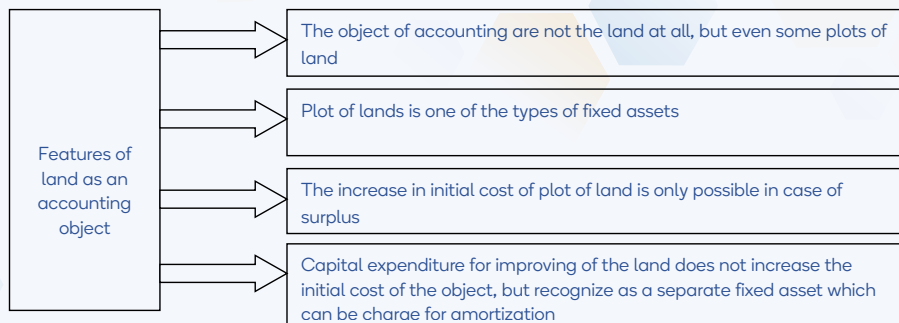 Features of
land as an
accounting
object
The object of accounting are not the land at all, but even some plots of
land
Plot of lands is one of the types of fixed assets
The increase in initial cost of plot of land is only possible in case of
surplus
Capital expenditure for improving of the land does not increase the
initial cost of the object, but recognize as a separate fixed asset which
can be charge for amortization